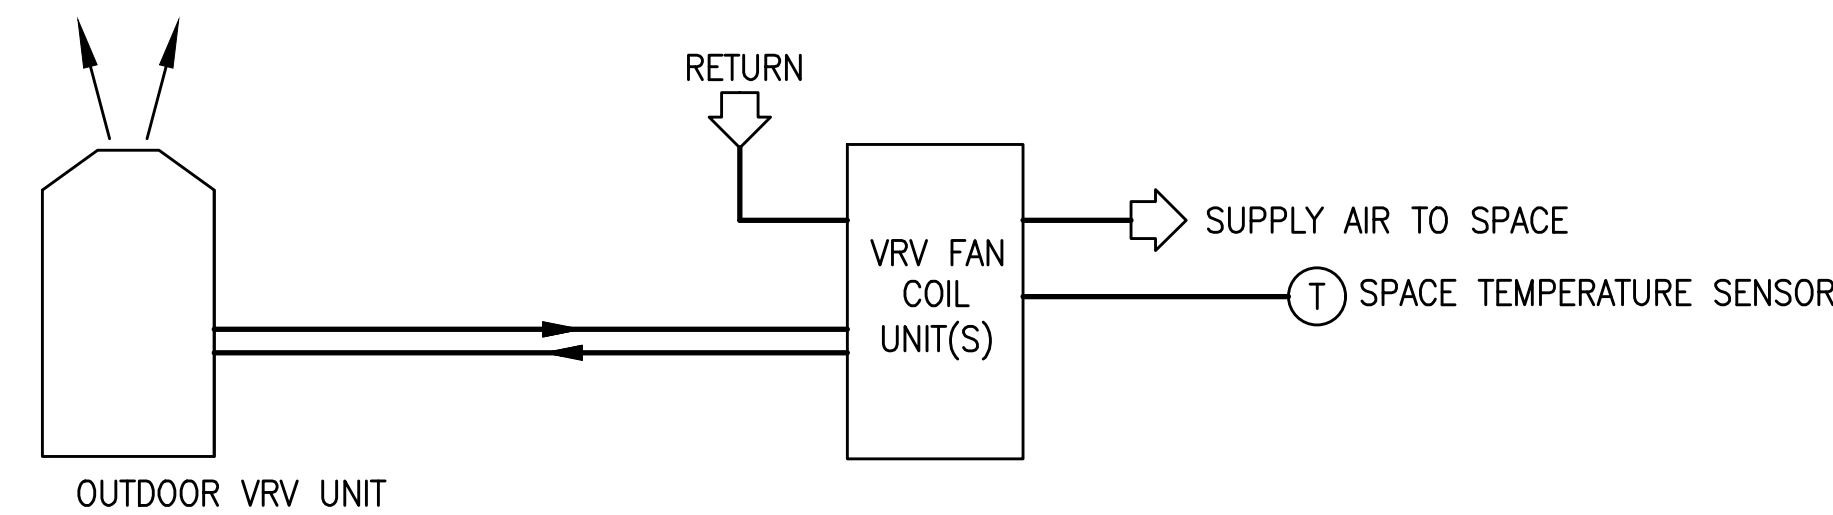 RETURN
SUPPLY AIR TO SPACE
VRV FAN
COIL
UNIT(S)
T
SPACE TEMPERATURE SENSOR
OUTDOOR VRV UNIT